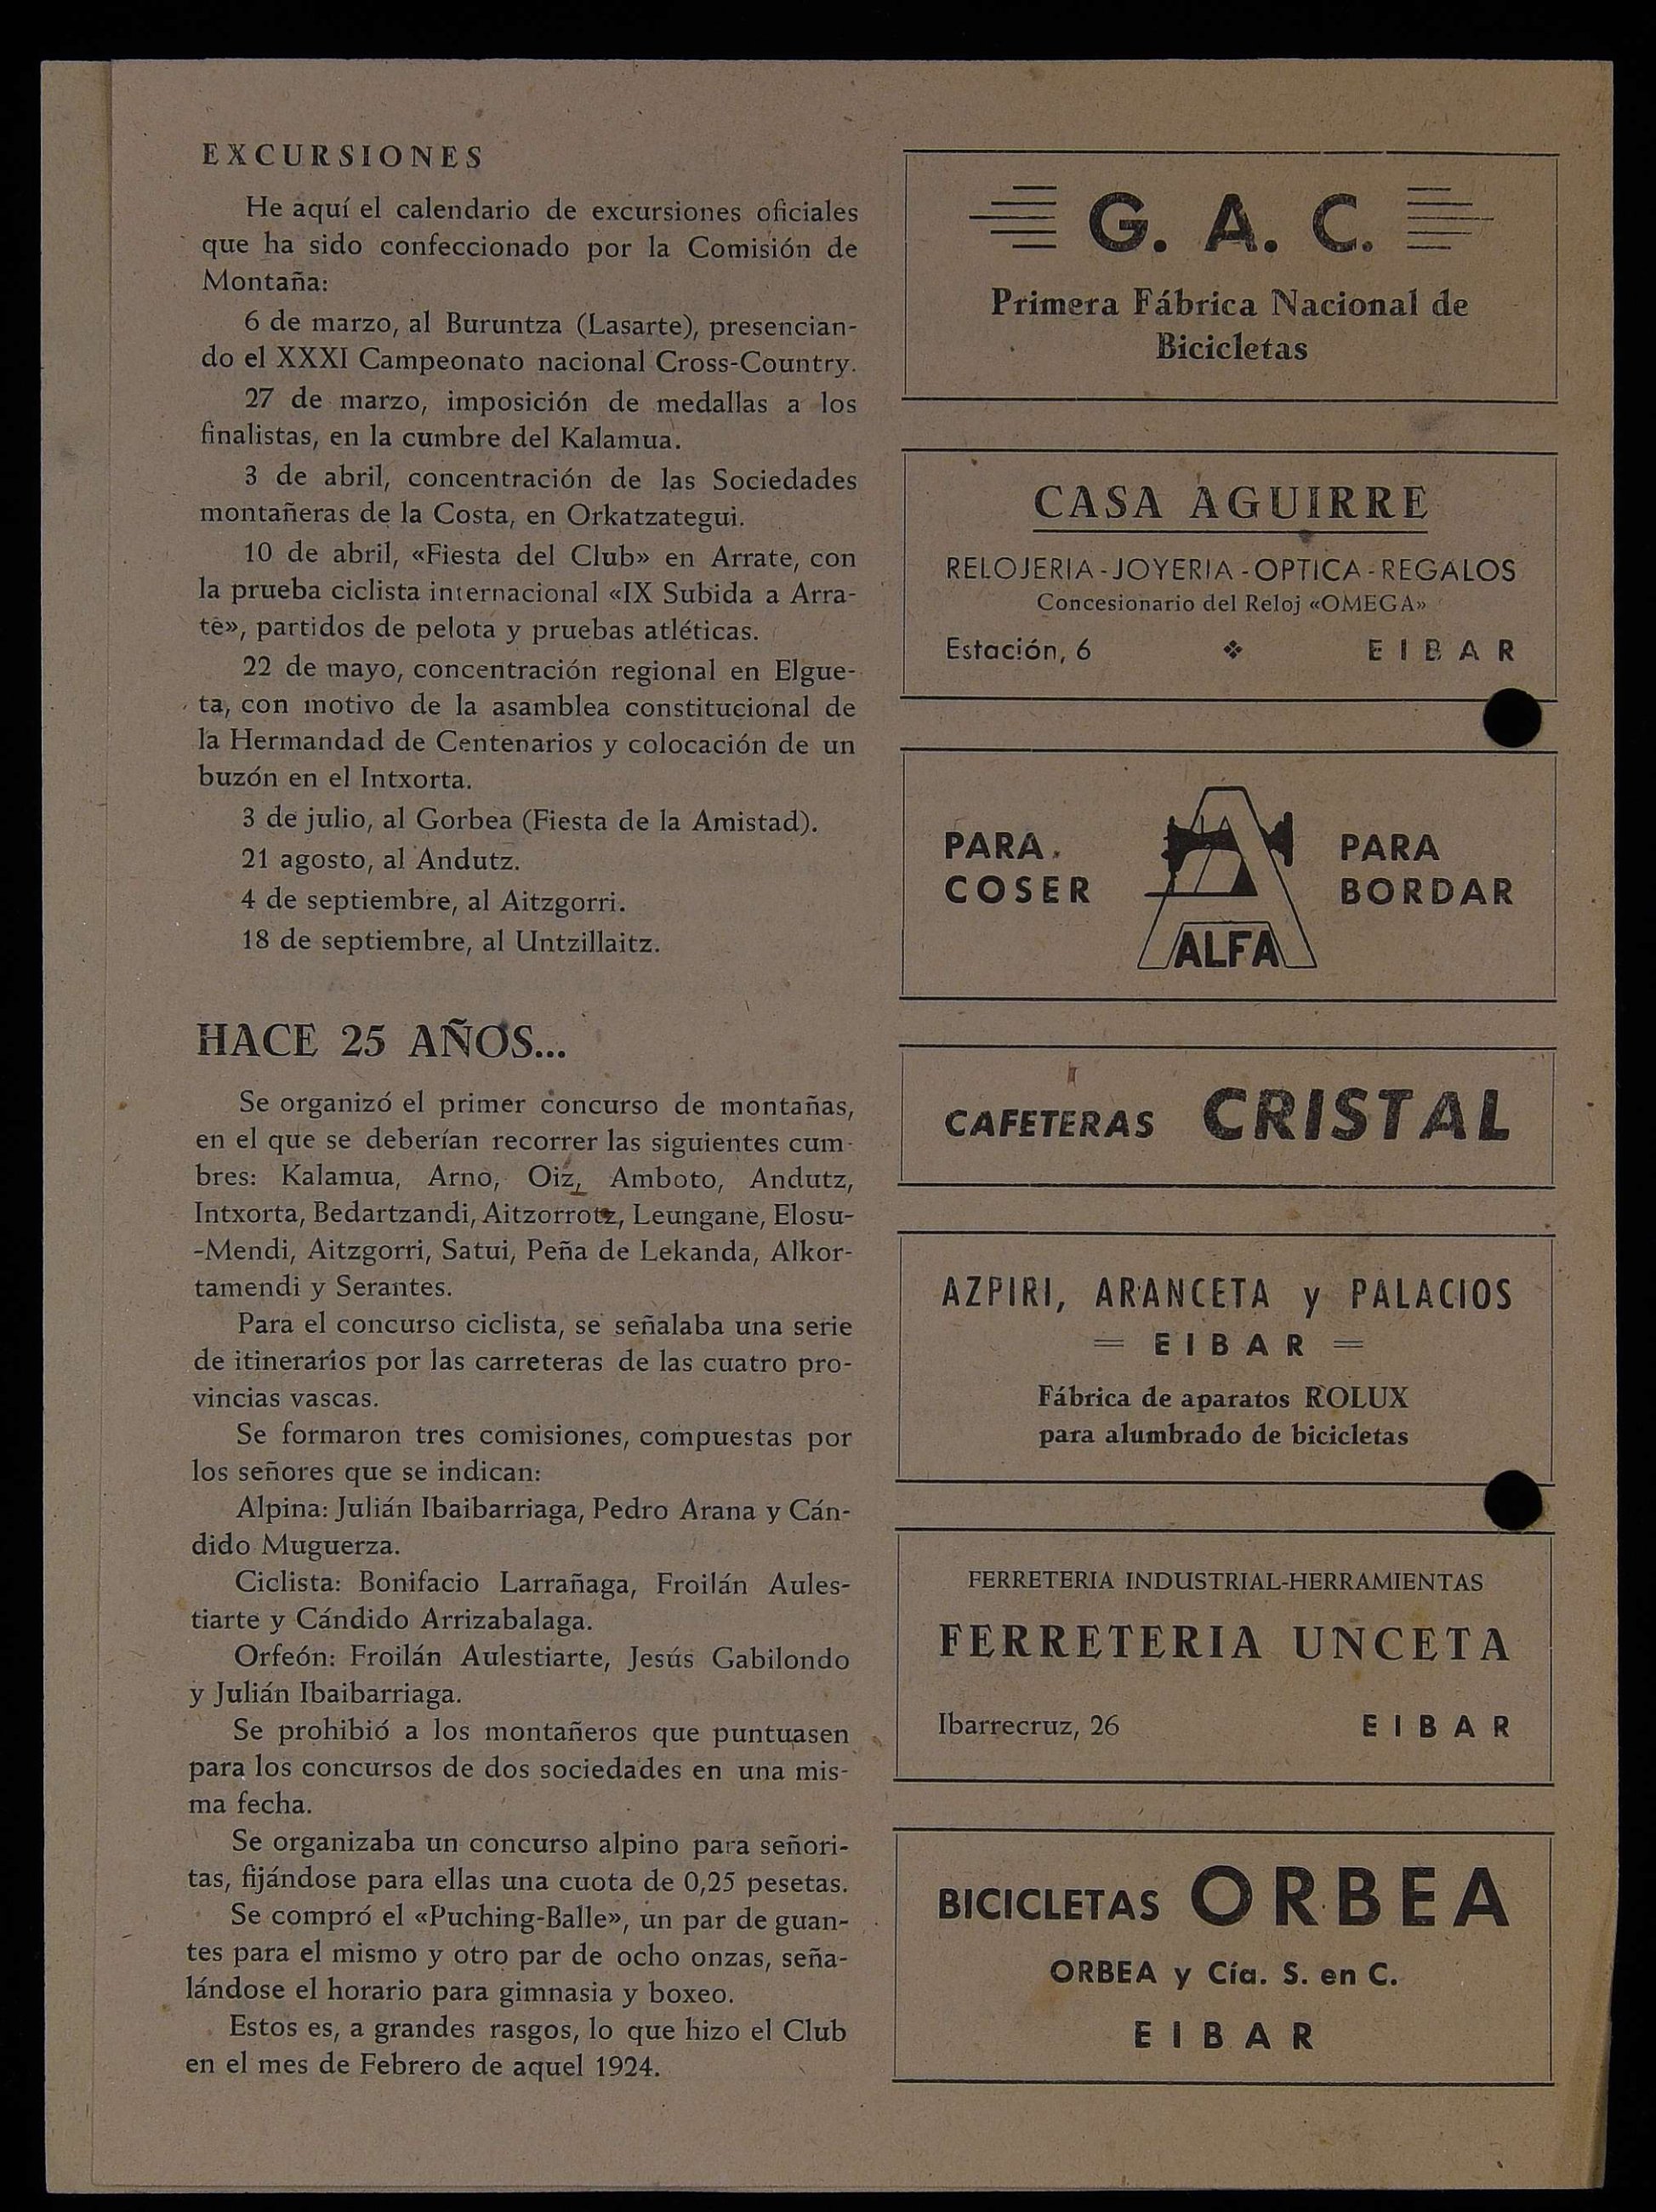 EXCURSIONES
He aquí el calendario de excursiones oficiales
que ha sido confeccionado por la Comisión de
Montaña:
6 de marzo, al Buruntza (Lasarte), presencian-
do el XXXI Campeonato nacional Cross-Country.
27 de marzo, imposición de medallas a los
finalistas, en la cumbre del Kalamua.
3 de abril, concentración de las Sociedades
montañeras de la Costa, en Orkatzategui.
10 de abril, «Fiesta del Club» en Arrate, con
la prueba ciclista internacional «IX Subida a Arra-
te», partidos de pelota y pruebas atléticas.
22 de mayo, concentración regional en Elgue-
ta, con motivo de la asamblea constitucional de
la Hermandad de Centenarios y colocación de un
buzón en el Intxorta.
3 de julio, al Gorbea (Fiesta de la Amistad).
21 agosto, al Andutz.
4 de septiembre, al Aitzgorri.
18 de septiembre, al Untzillaitz.
HACE 25 AÑOS...
Se organizó el primer concurso de montañas,
en el que se deberían recorrer las siguientes cum-
bres: Kalamua, Arno, Oiz, Amboto, Andutz,
Intxorta, Bedartzandi, Aitzorrotz, Leungane, Elosu-
-Mendi, Aitzgorri, Satui, Peña de Lekanda, Alkor-
tamendi y Serantes.
Para el concurso ciclista, se señalaba una serie
de itinerarios por las carreteras de las cuatro pro-
vincias vascas.
Se formaron tres comisiones, compuestas por
los señores que se indican:
Alpina: Julián Ibaibarriaga, Pedro Arana y Cán-
dido Muguerza.
Ciclista: Bonifacio Larrañaga, Froilán Aules-
tiarte y Cándido Arrizabalaga.
Orfeón: Froilán Aulestiarte, Jesús Gabilondo
y Julián Ibaibarriaga.
Se prohibió a los montañeros que puntuasen
para los concursos de dos sociedades en una mis-
ma fecha.
Se organizaba un concurso alpino para señori-
tas, fijándose para ellas una cuota de 0,25 pesetas.
Se compró el «Puching-Balle», un par de guan-
tes para el mismo y otro par de ocho onzas, seña-
lándose el horario para gimnasia y boxeo.
Estos es, a grandes rasgos, lo que hizo el Club
en el mes de Febrero de aquel 1924.
G. A. C.
Primera Fábrica Nacional de
Bicicletas
CASA AGUIRRE
RELOJERIA-JOYERIA-OPTICA-REGALOS
Concesionario del Reloj «OMEGA»
Estación, 6 ❖ EIBAR
PARA COSER
ALFA
PARA BORDAR
CAFETERAS CRISTAL
AZPIRI, ARANCETA y PALACIOS
= EIBAR =
Fábrica de aparatos ROLUX
para alumbrado de bicicletas
FERRETERIA INDUSTRIAL-HERRAMIENTAS
FERRETERIA UNCETA
Ibarrecruz, 26 EIBAR
BICICLETAS ORBEA
ORBEA y Cía. S. en C.
EIBAR